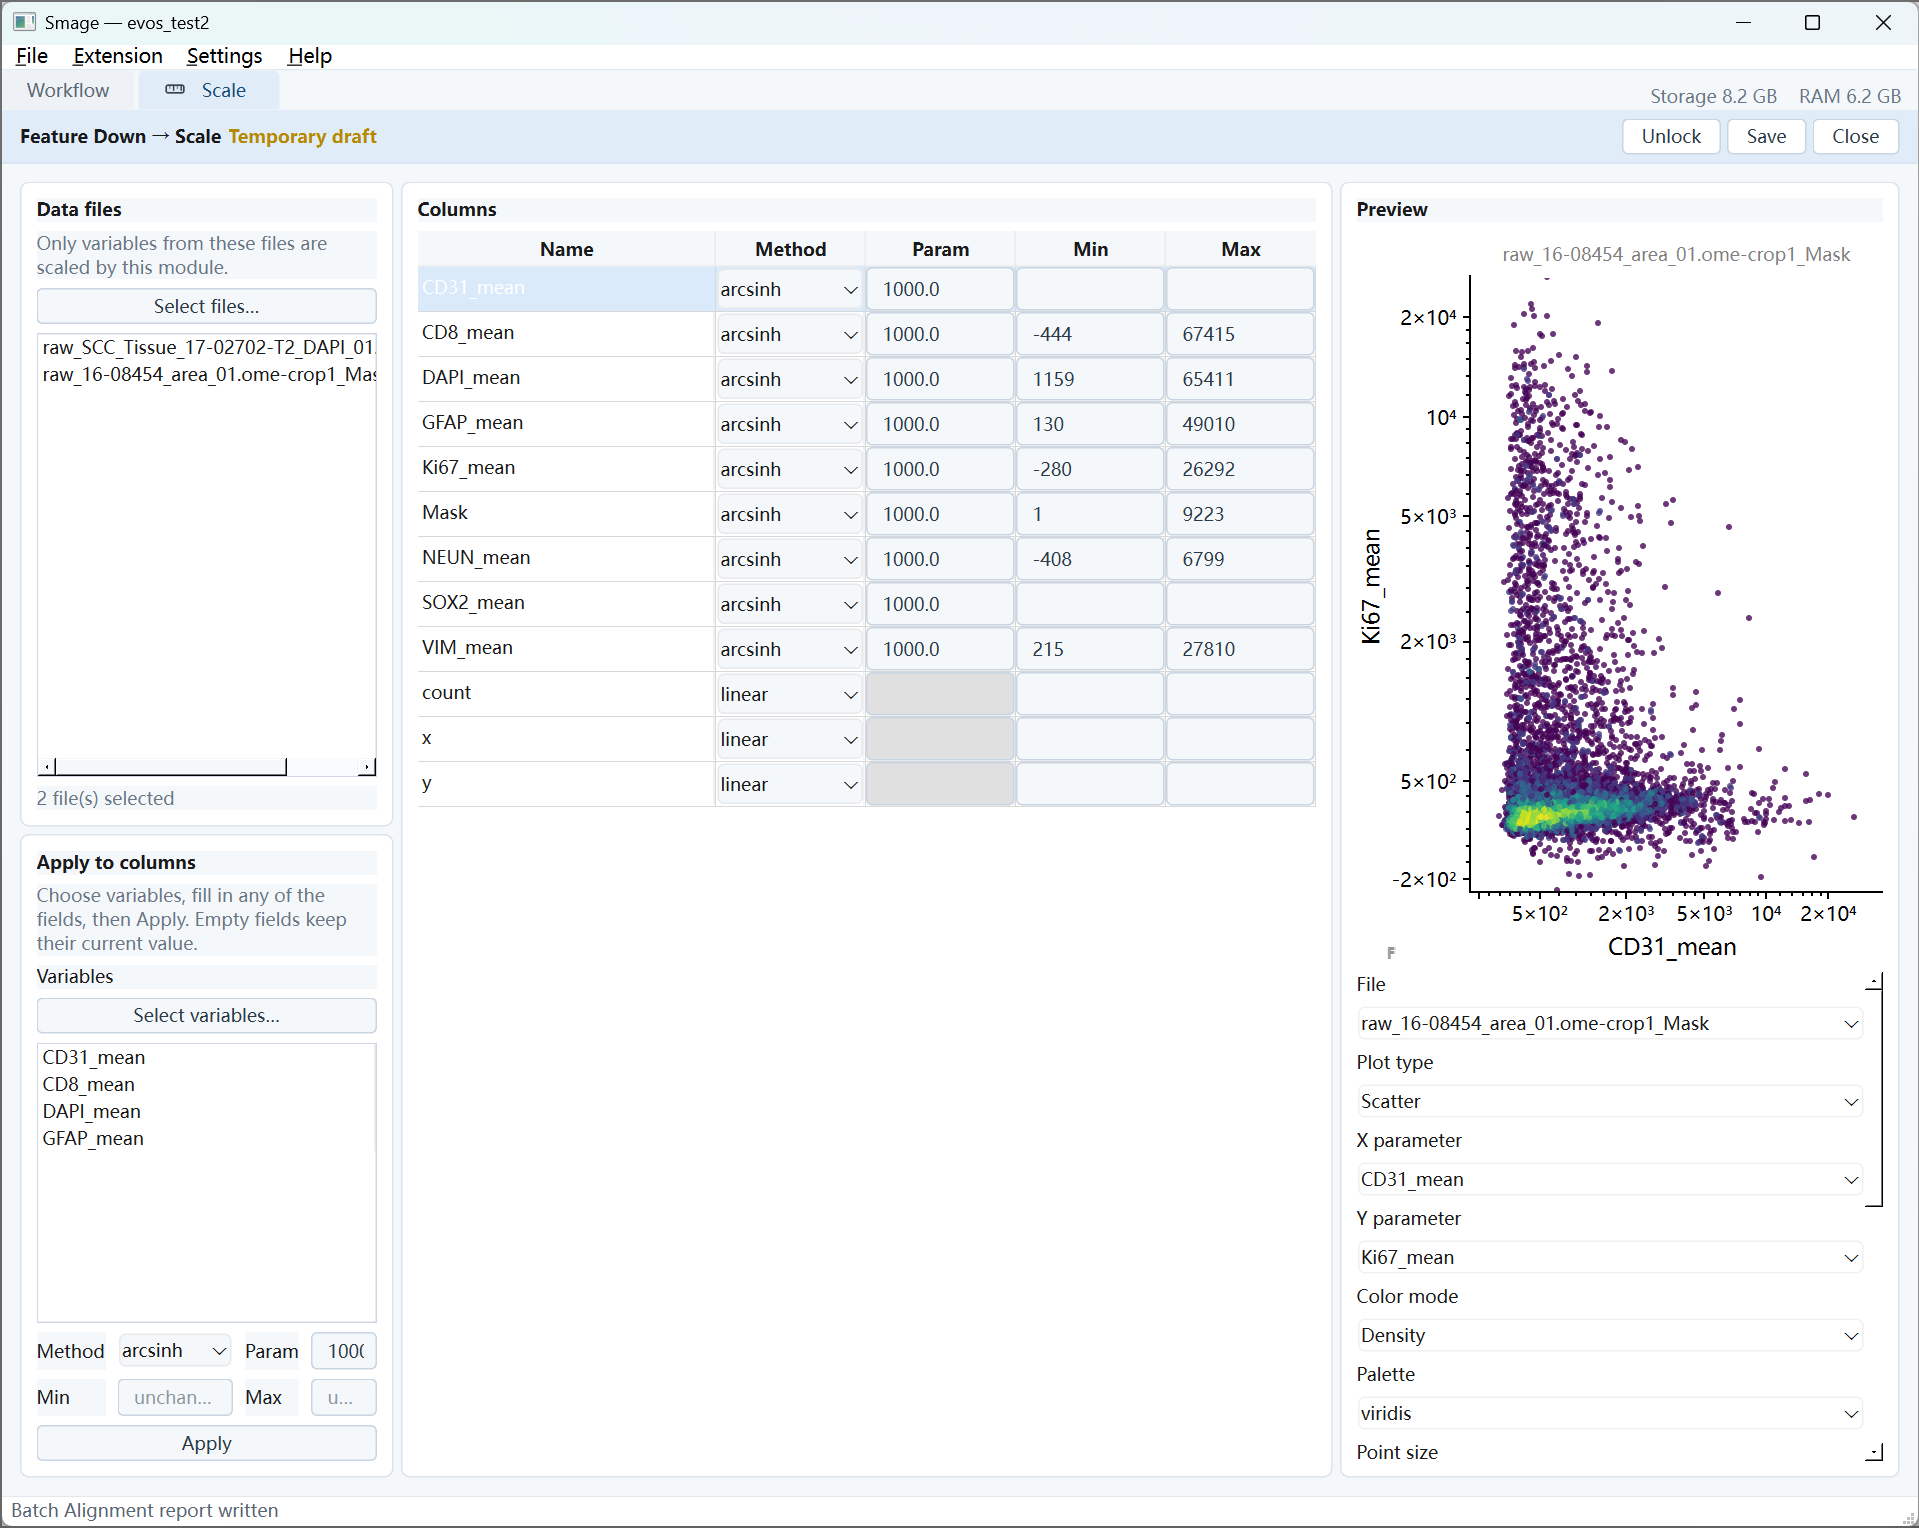 Smage — evos_test2
File Extension Settings Help
Workflow Scale
Storage 8.2 GB RAM 6.2 GB
Feature Down → Scale Temporary draft
Unlock Save Close
Data files
Only variables from these files are
scaled by this module.
Select files...
raw_SCC_Tissue_17-02702-T2_DAPI_01.
raw_16-08454_area_01.ome-crop1_Mas
2 file(s) selected
Apply to columns
Choose variables, fill in any of the
fields, then Apply. Empty fields keep
their current value.
Variables
Select variables...
CD31_mean
CD8_mean
DAPI_mean
GFAP_mean
Method arcsinh Param 1000
Min unchan... Max u...
Apply
Columns
Name Method Param Min Max
CD31_mean arcsinh 1000.0
CD8_mean arcsinh 1000.0 -444 67415
DAPI_mean arcsinh 1000.0 1159 65411
GFAP_mean arcsinh 1000.0 130 49010
Ki67_mean arcsinh 1000.0 -280 26292
Mask arcsinh 1000.0 1 9223
NEUN_mean arcsinh 1000.0 -408 6799
SOX2_mean arcsinh 1000.0
VIM_mean arcsinh 1000.0 215 27810
count linear
x linear
y linear
Preview
raw_16-08454_area_01.ome-crop1_Mask
2×10⁴
10⁴
5×10³
2×10³
5×10²
-2×10²
Ki67_mean
5×10² 2×10³ 5×10³ 10⁴ 2×10⁴
CD31_mean
F
File
raw_16-08454_area_01.ome-crop1_Mask
Plot type
Scatter
X parameter
CD31_mean
Y parameter
Ki67_mean
Color mode
Density
Palette
viridis
Point size
Batch Alignment report written